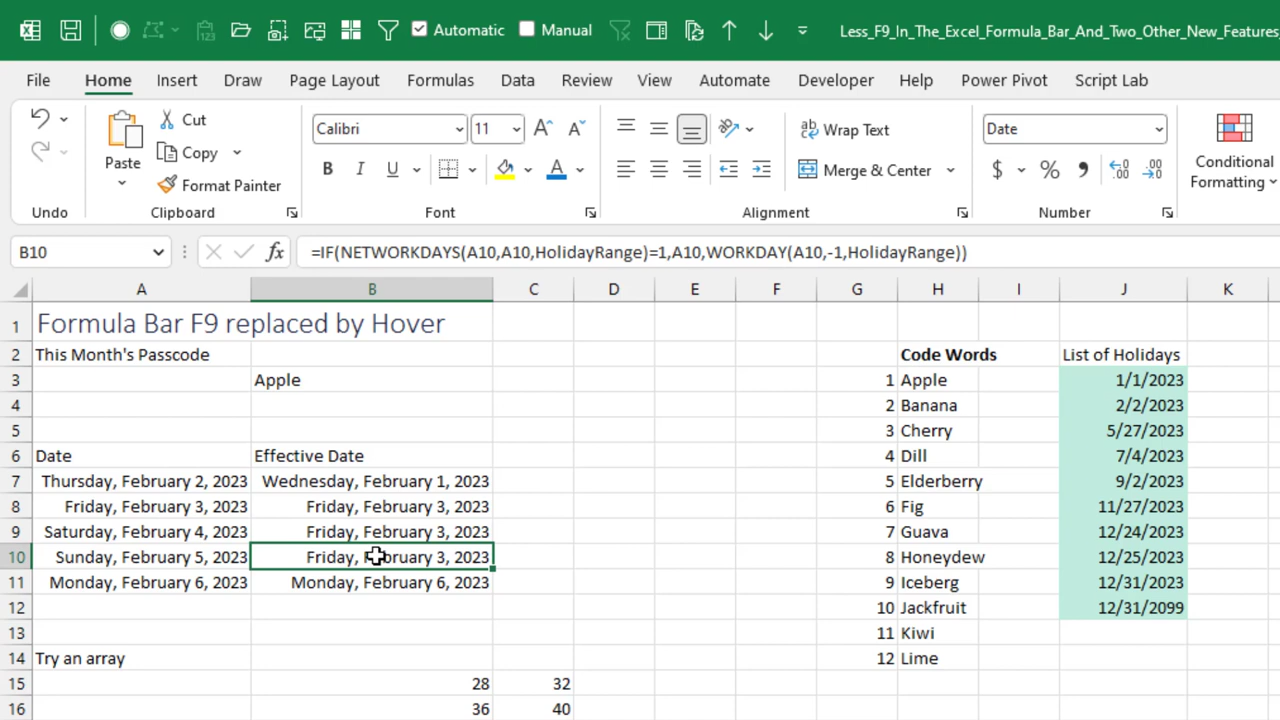 Automatic Manual Less_F9_In_The_Excel_Formula_Bar_And_Two_Other_New_Features
File Home Insert Draw Page Layout Formulas Data Review View Automate Developer Help Power Pivot Script Lab
Paste
Cut
Copy
Format Painter
Calibri 11
B I U A
Wrap Text
Merge & Center
Date
$ % ,
Conditional
Formatting
Undo Clipboard Font Alignment Number
B10 fx =IF(NETWORKDAYS(A10,A10,HolidayRange)=1,A10,WORKDAY(A10,-1,HolidayRange))
A B C D E F G H I J K
1 Formula Bar F9 replaced by Hover
2 This Month's Passcode Code Words List of Holidays
3 Apple 1 Apple 1/1/2023
4 2 Banana 2/2/2023
5 3 Cherry 5/27/2023
6 Date Effective Date 4 Dill 7/4/2023
7 Thursday, February 2, 2023 Wednesday, February 1, 2023 5 Elderberry 9/2/2023
8 Friday, February 3, 2023 Friday, February 3, 2023 6 Fig 11/27/2023
9 Saturday, February 4, 2023 Friday, February 3, 2023 7 Guava 12/24/2023
10 Sunday, February 5, 2023 Friday, February 3, 2023 8 Honeydew 12/25/2023
11 Monday, February 6, 2023 Monday, February 6, 2023 9 Iceberg 12/31/2023
12 10 Jackfruit 12/31/2099
13 11 Kiwi
14 Try an array 12 Lime
15 28 32
16 36 40